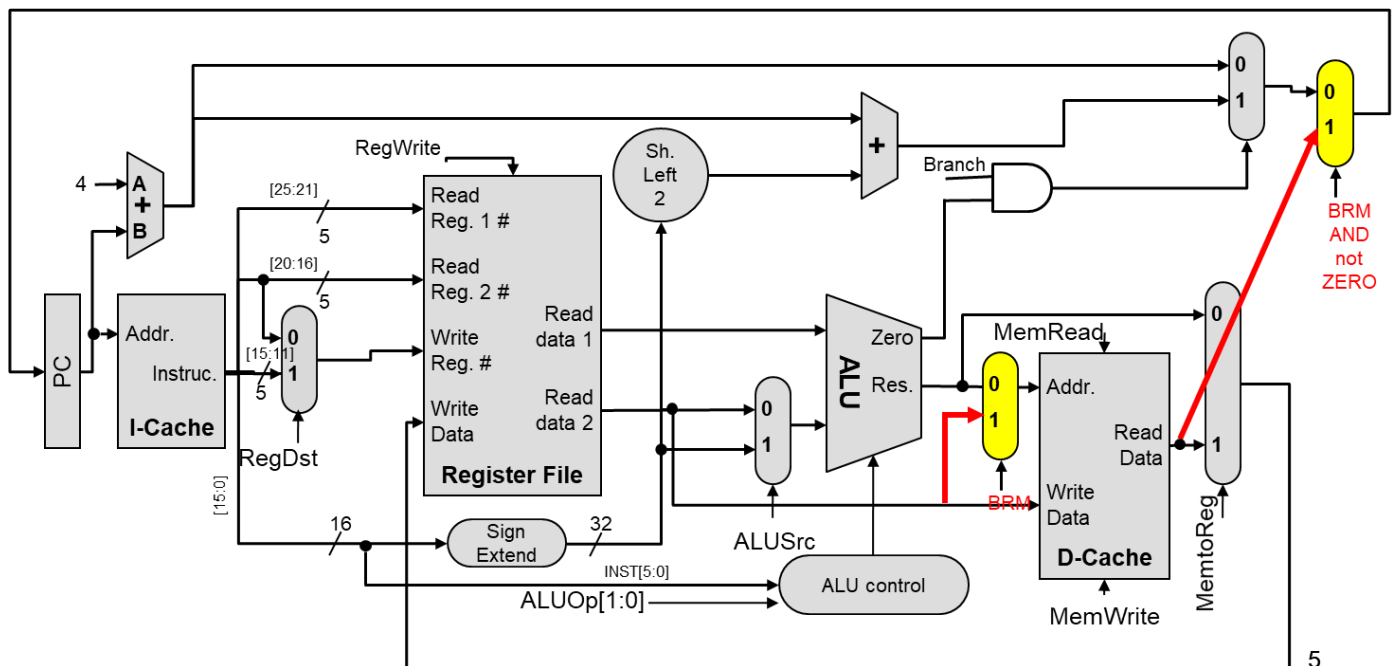 0
1
0
1
RegWrite
Sh.
Left
2
+
Branch
4
A
+
B
[25:21]
5
Read
Reg. 1 #
BRM
AND
not
ZERO
[20:16]
5
Read
Reg. 2 #
PC
Addr.
Instruc.
I-Cache
[15:11]
5
0
1
RegDst
Write
Reg. #
Write
Data
Read
data 1
Read
data 2
Register File
0
1
ALUSrc
ALU
Zero
Res.
MemRead
0
1
BRM
Addr.
Read
Data
Write
Data
D-Cache
MemWrite
0
1
MemtoReg
[15:0]
16
Sign
Extend
32
INST[5:0]
ALUOp[1:0]
ALU control
5